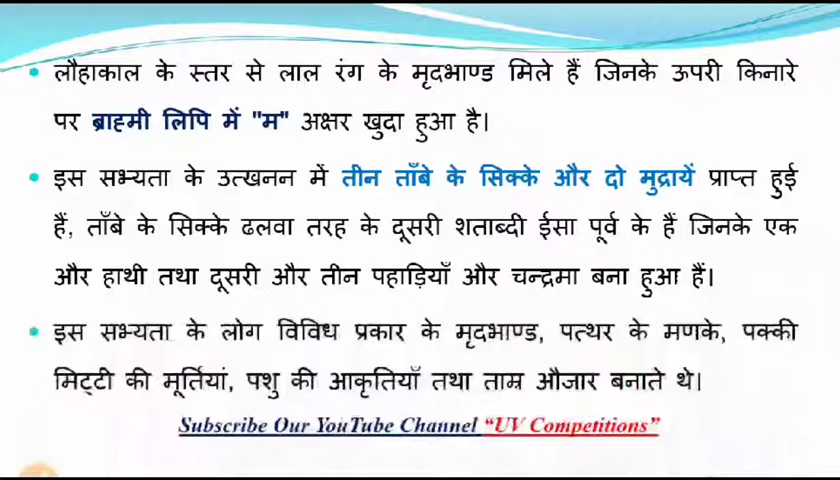 लौहाकाल के स्तर से लाल रंग के मृदभाण्ड मिले हैं जिनके ऊपरी किनारे
पर ब्राह्मी लिपि में "म" अक्षर खुदा हुआ है।
इस सभ्यता के उत्खनन में तीन ताँबे के सिक्के और दो मुद्रायें प्राप्त हुई
हैं, ताँबे के सिक्के ढलवा तरह के दूसरी शताब्दी ईसा पूर्व के हैं जिनके एक
और हाथी तथा दूसरी और तीन पहाड़ियाँ और चन्द्रमा बना हुआ हैं।
इस सभ्यता के लोग विविध प्रकार के मृदभाण्ड, पत्थर के मणके, पक्की
मिट्टी की मूर्तियां, पशु की आकृतियाँ तथा ताम्र औजार बनाते थे।
Subscribe Our YouTube Channel “UV Competitions”